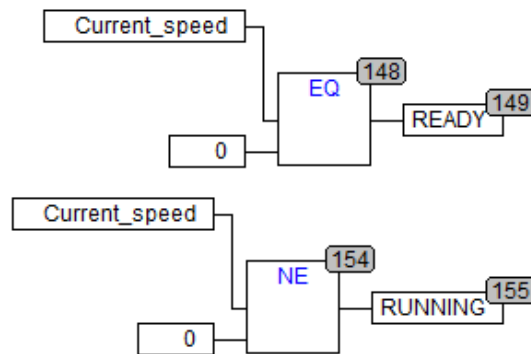 Current_speed
148
EQ
149
READY
0
Current_speed
154
NE
155
RUNNING
0